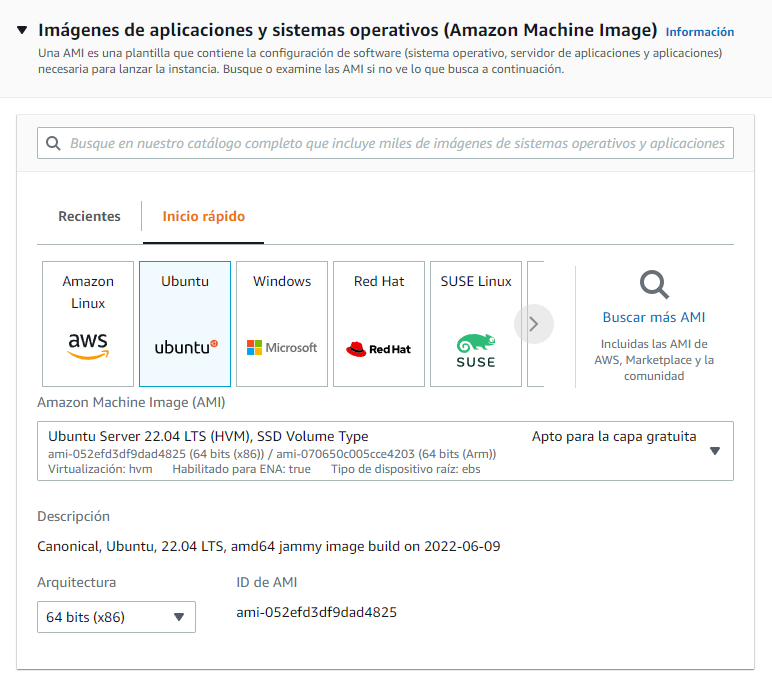 Imágenes de aplicaciones y sistemas operativos (Amazon Machine Image) Información
Una AMI es una plantilla que contiene la configuración de software (sistema operativo, servidor de aplicaciones y aplicaciones)
necesaria para lanzar la instancia. Busque o examine las AMI si no ve lo que busca a continuación.
Busque en nuestro catálogo completo que incluye miles de imágenes de sistemas operativos y aplicaciones
Recientes
Inicio rápido
Amazon
Linux
aws
Ubuntu
ubuntu
Windows
Microsoft
Red Hat
Red Hat
SUSE Linux
SUSE
Buscar más AMI
Incluidas las AMI de
AWS, Marketplace y la
comunidad
Amazon Machine Image (AMI)
Ubuntu Server 22.04 LTS (HVM), SSD Volume Type
Apto para la capa gratuita
ami-052efd3df9dad4825 (64 bits (x86)) / ami-070650c005cce4203 (64 bits (Arm))
Virtualización: hvm Habilitado para ENA: true Tipo de dispositivo raíz: ebs
Descripción
Canonical, Ubuntu, 22.04 LTS, amd64 jammy image build on 2022-06-09
Arquitectura
64 bits (x86)
ID de AMI
ami-052efd3df9dad4825